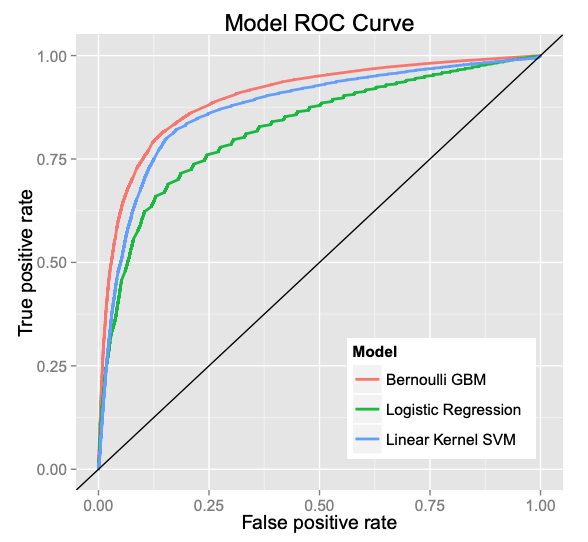 Model ROC Curve
1.00
0.75
0.50
0.25
0.00
True positive rate
Model
Bernoulli GBM
Logistic Regression
Linear Kernel SVM
0.00 0.25 0.50 0.75 1.00
False positive rate